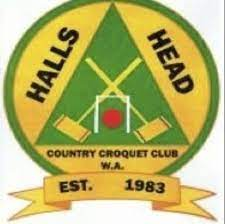 HALLS HEAD
COUNTRY CROQUET CLUB
W.A.
EST. 1983